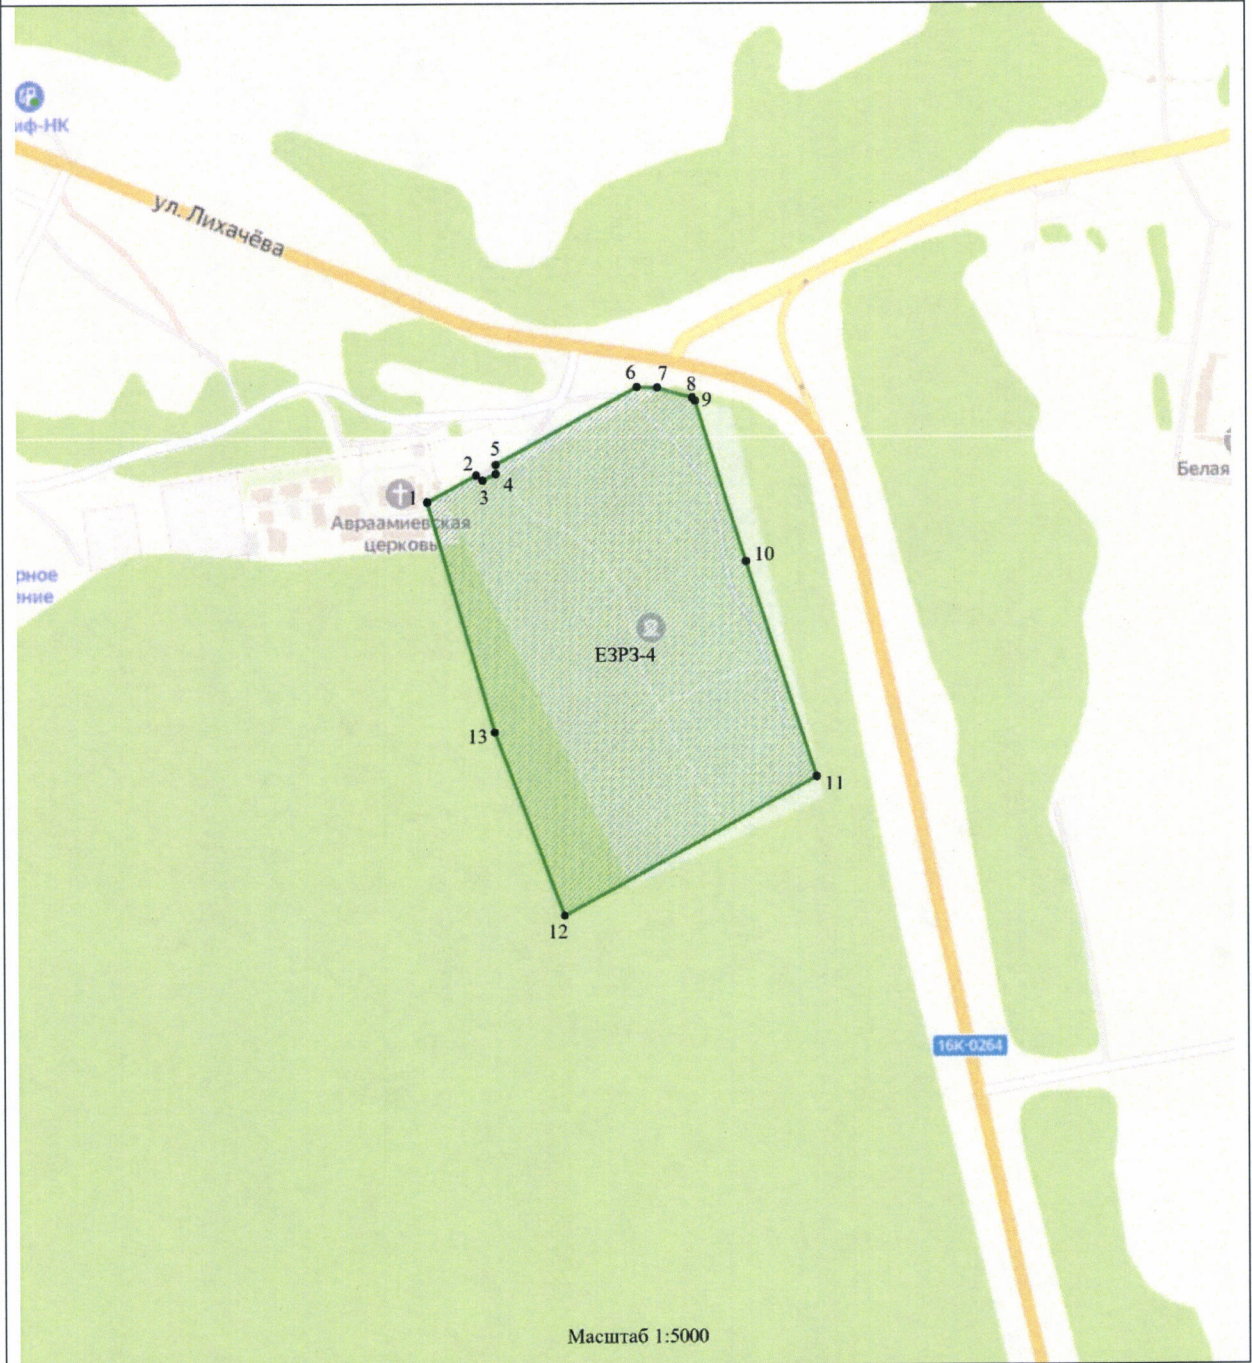 иф-НК
ул. Лихачёва
6
7
8
9
5
2
1
3
4
Авраамиевская
церковь
Белая
рное
ение
10
ЕЗРЗ-4
13
11
12
16К-0264
Масштаб 1:5000